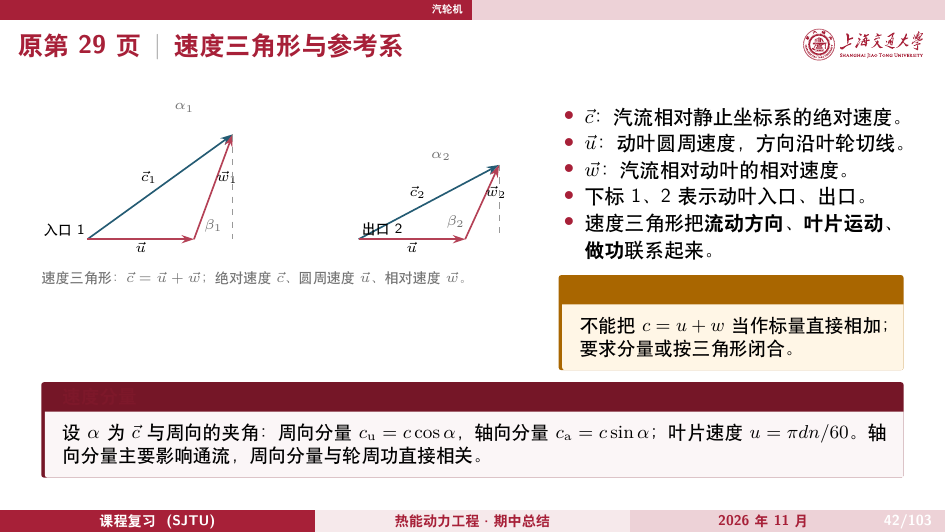 汽轮机
原第 29 页 | 速度三角形与参考系
上海交通大学
SHANGHAI JIAO TONG UNIVERSITY
α₁
c⃗₁
w⃗₁
入口 1
β₁
u⃗
α₂
c⃗₂
w⃗₂
出口 2
β₂
u⃗
速度三角形：c⃗ = u⃗ + w⃗；绝对速度 c⃗、圆周速度 u⃗、相对速度 w⃗。
• c⃗：汽流相对静止坐标系的绝对速度。
• u⃗：动叶圆周速度，方向沿叶轮切线。
• w⃗：汽流相对动叶的相对速度。
• 下标 1、2 表示动叶入口、出口。
• 速度三角形把流动方向、叶片运动、
做功联系起来。
不能把 c = u + w 当作标量直接相加；
要求分量或按三角形闭合。
速度分量
设 α 为 c⃗ 与周向的夹角：周向分量 cᵤ = c cos α，轴向分量 cₐ = c sin α；叶片速度 u = πdn/60。轴
向分量主要影响通流，周向分量与轮周功直接相关。
课程复习（SJTU）
热能动力工程 · 期中总结
2026 年 11 月
42/103